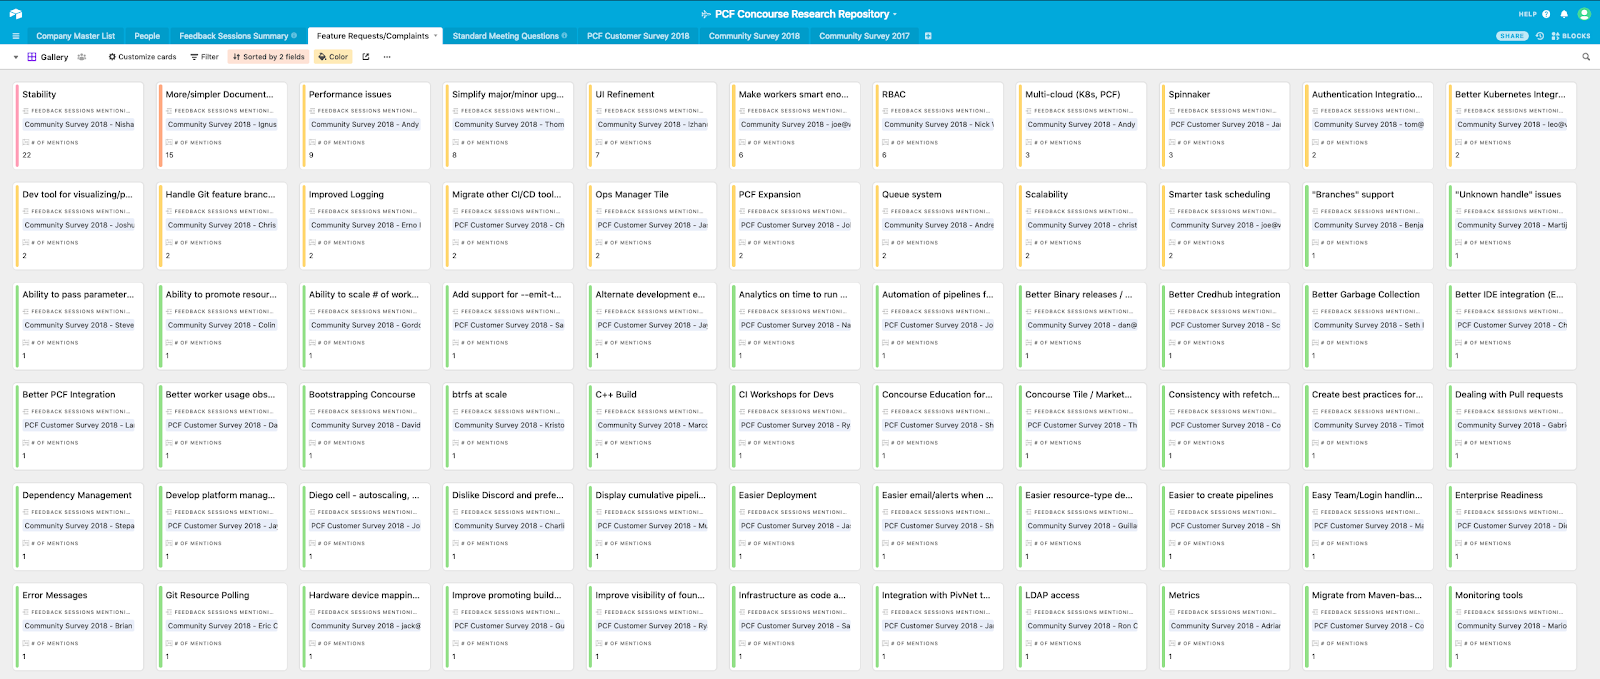 PCF Concourse Research Repository
HELP
Company Master List
People
Feedback Sessions Summary
Feature Requests/Complaints
Standard Meeting Questions
PCF Customer Survey 2018
Community Survey 2018
Community Survey 2017
SHARE
BLOCKS
Gallery
Customize cards
Filter
Sorted by 2 fields
Color
Stability
FEEDBACK SESSIONS MENTIONI...
Community Survey 2018 - Nisha
# OF MENTIONS
22
More/simpler Document...
FEEDBACK SESSIONS MENTIONI...
Community Survey 2018 - Ignus
# OF MENTIONS
15
Performance issues
FEEDBACK SESSIONS MENTIONI...
Community Survey 2018 - Andy
# OF MENTIONS
9
Simplify major/minor upg...
FEEDBACK SESSIONS MENTIONI...
Community Survey 2018 - Thom
# OF MENTIONS
8
UI Refinement
FEEDBACK SESSIONS MENTIONI...
Community Survey 2018 - Izhan
# OF MENTIONS
7
Make workers smart eno...
FEEDBACK SESSIONS MENTIONI...
Community Survey 2018 - joe@v
# OF MENTIONS
6
RBAC
FEEDBACK SESSIONS MENTIONI...
Community Survey 2018 - Nick
# OF MENTIONS
6
Multi-cloud (K8s, PCF)
FEEDBACK SESSIONS MENTIONI...
Community Survey 2018 - Andy
# OF MENTIONS
3
Spinnaker
FEEDBACK SESSIONS MENTIONI...
PCF Customer Survey 2018 - Ja
# OF MENTIONS
3
Authentication Integratio...
FEEDBACK SESSIONS MENTIONI...
Community Survey 2018 - tom@
# OF MENTIONS
2
Better Kubernetes Integr...
FEEDBACK SESSIONS MENTIONI...
Community Survey 2018 - leo@
# OF MENTIONS
2
Dev tool for visualizing/p...
FEEDBACK SESSIONS MENTIONI...
Community Survey 2018 - Joshu
# OF MENTIONS
2
Handle Git feature branc...
FEEDBACK SESSIONS MENTIONI...
Community Survey 2018 - Chris
# OF MENTIONS
2
Improved Logging
FEEDBACK SESSIONS MENTIONI...
Community Survey 2018 - Erno
# OF MENTIONS
2
Migrate other CI/CD tool...
FEEDBACK SESSIONS MENTIONI...
PCF Customer Survey 2018 - Ch
# OF MENTIONS
2
Ops Manager Tile
FEEDBACK SESSIONS MENTIONI...
PCF Customer Survey 2018 - Ja
# OF MENTIONS
2
PCF Expansion
FEEDBACK SESSIONS MENTIONI...
PCF Customer Survey 2018 - Jo
# OF MENTIONS
2
Queue system
FEEDBACK SESSIONS MENTIONI...
Community Survey 2018 - Andre
# OF MENTIONS
2
Scalability
FEEDBACK SESSIONS MENTIONI...
Community Survey 2018 - christ
# OF MENTIONS
2
Smarter task scheduling
FEEDBACK SESSIONS MENTIONI...
Community Survey 2018 - joe@v
# OF MENTIONS
2
"Branches" support
FEEDBACK SESSIONS MENTIONI...
Community Survey 2018 - Benja
# OF MENTIONS
1
"Unknown handle" issues
FEEDBACK SESSIONS MENTIONI...
Community Survey 2018 - Martij
# OF MENTIONS
1
Ability to pass parameter...
FEEDBACK SESSIONS MENTIONI...
Community Survey 2018 - Steve
# OF MENTIONS
1
Ability to promote resour...
FEEDBACK SESSIONS MENTIONI...
Community Survey 2018 - Colin
# OF MENTIONS
1
Ability to scale # of work...
FEEDBACK SESSIONS MENTIONI...
Community Survey 2018 - Gordo
# OF MENTIONS
1
Add support for --emit-t...
FEEDBACK SESSIONS MENTIONI...
PCF Customer Survey 2018 - Sa
# OF MENTIONS
1
Alternate development e...
FEEDBACK SESSIONS MENTIONI...
PCF Customer Survey 2018 - Jay
# OF MENTIONS
1
Analytics on time to run ...
FEEDBACK SESSIONS MENTIONI...
PCF Customer Survey 2018 - Na
# OF MENTIONS
1
Automation of pipelines f...
FEEDBACK SESSIONS MENTIONI...
PCF Customer Survey 2018 - Jo
# OF MENTIONS
1
Better Binary releases / ...
FEEDBACK SESSIONS MENTIONI...
Community Survey 2018 - dan@
# OF MENTIONS
1
Better Credhub integration
FEEDBACK SESSIONS MENTIONI...
PCF Customer Survey 2018 - Sc
# OF MENTIONS
1
Better Garbage Collection
FEEDBACK SESSIONS MENTIONI...
Community Survey 2018 - Seth
# OF MENTIONS
1
Better IDE integration (E...
FEEDBACK SESSIONS MENTIONI...
PCF Customer Survey 2018 - Ch
# OF MENTIONS
1
Better PCF Integration
FEEDBACK SESSIONS MENTIONI...
PCF Customer Survey 2018 - La
# OF MENTIONS
1
Better worker usage obs...
FEEDBACK SESSIONS MENTIONI...
PCF Customer Survey 2018 - Da
# OF MENTIONS
1
Bootstrapping Concourse
FEEDBACK SESSIONS MENTIONI...
Community Survey 2018 - David
# OF MENTIONS
1
btrfs at scale
FEEDBACK SESSIONS MENTIONI...
Community Survey 2018 - Kristo
# OF MENTIONS
1
C++ Build
FEEDBACK SESSIONS MENTIONI...
Community Survey 2018 - Marco
# OF MENTIONS
1
CI Workshops for Devs
FEEDBACK SESSIONS MENTIONI...
PCF Customer Survey 2018 - Ry
# OF MENTIONS
1
Concourse Education for...
FEEDBACK SESSIONS MENTIONI...
PCF Customer Survey 2018 - Sh
# OF MENTIONS
1
Concourse Tile / Market...
FEEDBACK SESSIONS MENTIONI...
PCF Customer Survey 2018 - Th
# OF MENTIONS
1
Consistency with refetch...
FEEDBACK SESSIONS MENTIONI...
PCF Customer Survey 2018 - Co
# OF MENTIONS
1
Create best practices for...
FEEDBACK SESSIONS MENTIONI...
Community Survey 2018 - Timot
# OF MENTIONS
1
Dealing with Pull requests
FEEDBACK SESSIONS MENTIONI...
Community Survey 2018 - Gabri
# OF MENTIONS
1
Dependency Management
FEEDBACK SESSIONS MENTIONI...
Community Survey 2018 - Stepa
# OF MENTIONS
1
Develop platform manag...
FEEDBACK SESSIONS MENTIONI...
PCF Customer Survey 2018 - Jay
# OF MENTIONS
1
Diego cell - autoscaling, ...
FEEDBACK SESSIONS MENTIONI...
PCF Customer Survey 2018 - Jo
# OF MENTIONS
1
Dislike Discord and prefe...
FEEDBACK SESSIONS MENTIONI...
Community Survey 2018 - Charli
# OF MENTIONS
1
Display cumulative pipeli...
FEEDBACK SESSIONS MENTIONI...
PCF Customer Survey 2018 - Mu
# OF MENTIONS
1
Easier Deployment
FEEDBACK SESSIONS MENTIONI...
PCF Customer Survey 2018 - Ja
# OF MENTIONS
1
Easier email/alerts when ...
FEEDBACK SESSIONS MENTIONI...
PCF Customer Survey 2018 - Sh
# OF MENTIONS
1
Easier resource-type de...
FEEDBACK SESSIONS MENTIONI...
Community Survey 2018 - Guilla
# OF MENTIONS
1
Easier to create pipelines
FEEDBACK SESSIONS MENTIONI...
PCF Customer Survey 2018 - Sh
# OF MENTIONS
1
Easy Team/Login handlin...
FEEDBACK SESSIONS MENTIONI...
PCF Customer Survey 2018 - Ma
# OF MENTIONS
1
Enterprise Readiness
FEEDBACK SESSIONS MENTIONI...
PCF Customer Survey 2018 - Di
# OF MENTIONS
1
Error Messages
FEEDBACK SESSIONS MENTIONI...
Community Survey 2018 - Brian
# OF MENTIONS
1
Git Resource Polling
FEEDBACK SESSIONS MENTIONI...
Community Survey 2018 - Eric C
# OF MENTIONS
1
Hardware device mappin...
FEEDBACK SESSIONS MENTIONI...
Community Survey 2018 - jack@
# OF MENTIONS
1
Improve promoting build...
FEEDBACK SESSIONS MENTIONI...
PCF Customer Survey 2018 - Gu
# OF MENTIONS
1
Improve visibility of foun...
FEEDBACK SESSIONS MENTIONI...
PCF Customer Survey 2018 - Ry
# OF MENTIONS
1
Infrastructure as code a...
FEEDBACK SESSIONS MENTIONI...
PCF Customer Survey 2018 - Sa
# OF MENTIONS
1
Integration with PivNet t...
FEEDBACK SESSIONS MENTIONI...
PCF Customer Survey 2018 - Ja
# OF MENTIONS
1
LDAP access
FEEDBACK SESSIONS MENTIONI...
Community Survey 2018 - Ron C
# OF MENTIONS
1
Metrics
FEEDBACK SESSIONS MENTIONI...
Community Survey 2018 - Adrian
# OF MENTIONS
1
Migrate from Maven-bas...
FEEDBACK SESSIONS MENTIONI...
PCF Customer Survey 2018 - Co
# OF MENTIONS
1
Monitoring tools
FEEDBACK SESSIONS MENTIONI...
Community Survey 2018 - Mario
# OF MENTIONS
1